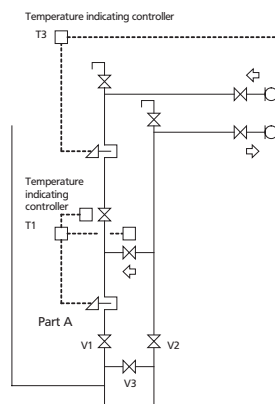 Temperature indicating controller
T3
Temperature
indicating
controller
T1
Part A
V1
V2
V3